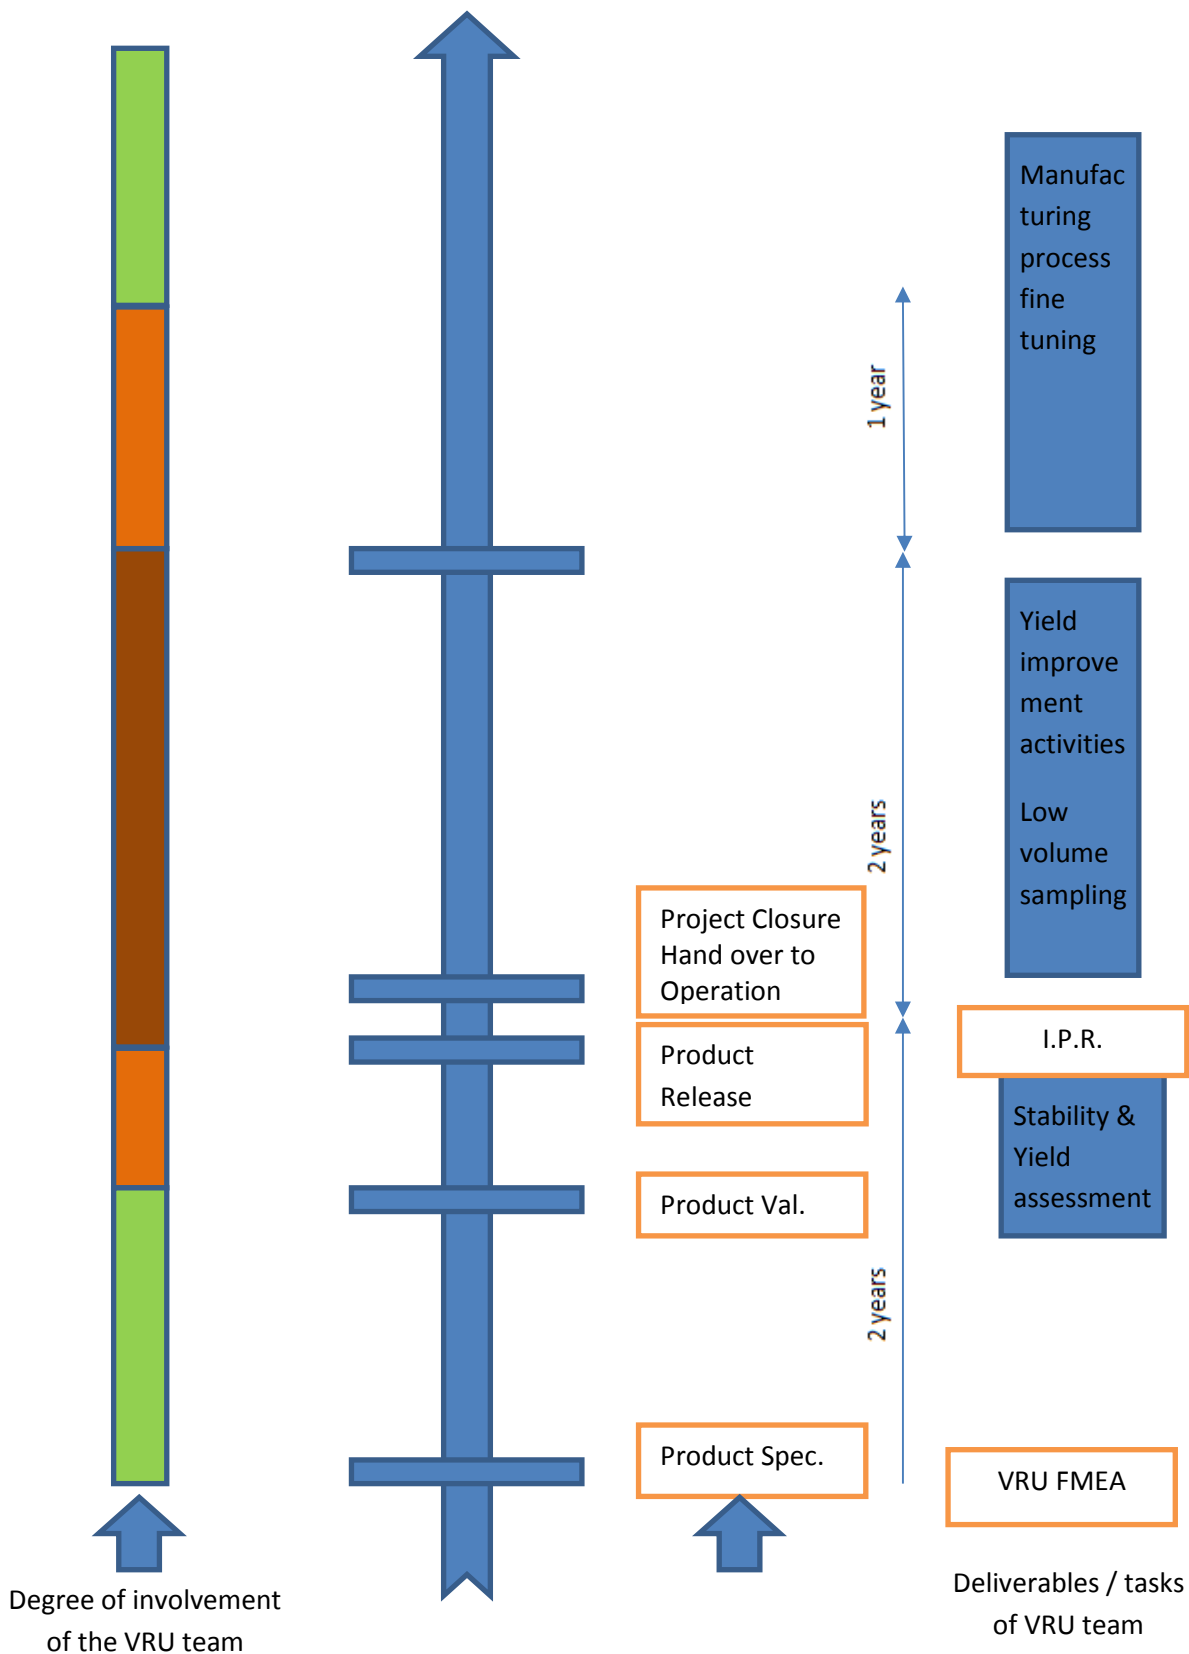 Manufac
turing
process
fine
tuning
1 year
Yield
improve
ment
activities
Low
volume
sampling
2 years
Project Closure
Hand over to
Operation
I.P.R.
Product
Release
Stability &
Yield
assessment
Product Val.
2 years
Product Spec.
VRU FMEA
Degree of involvement
of the VRU team
Deliverables / tasks
of VRU team